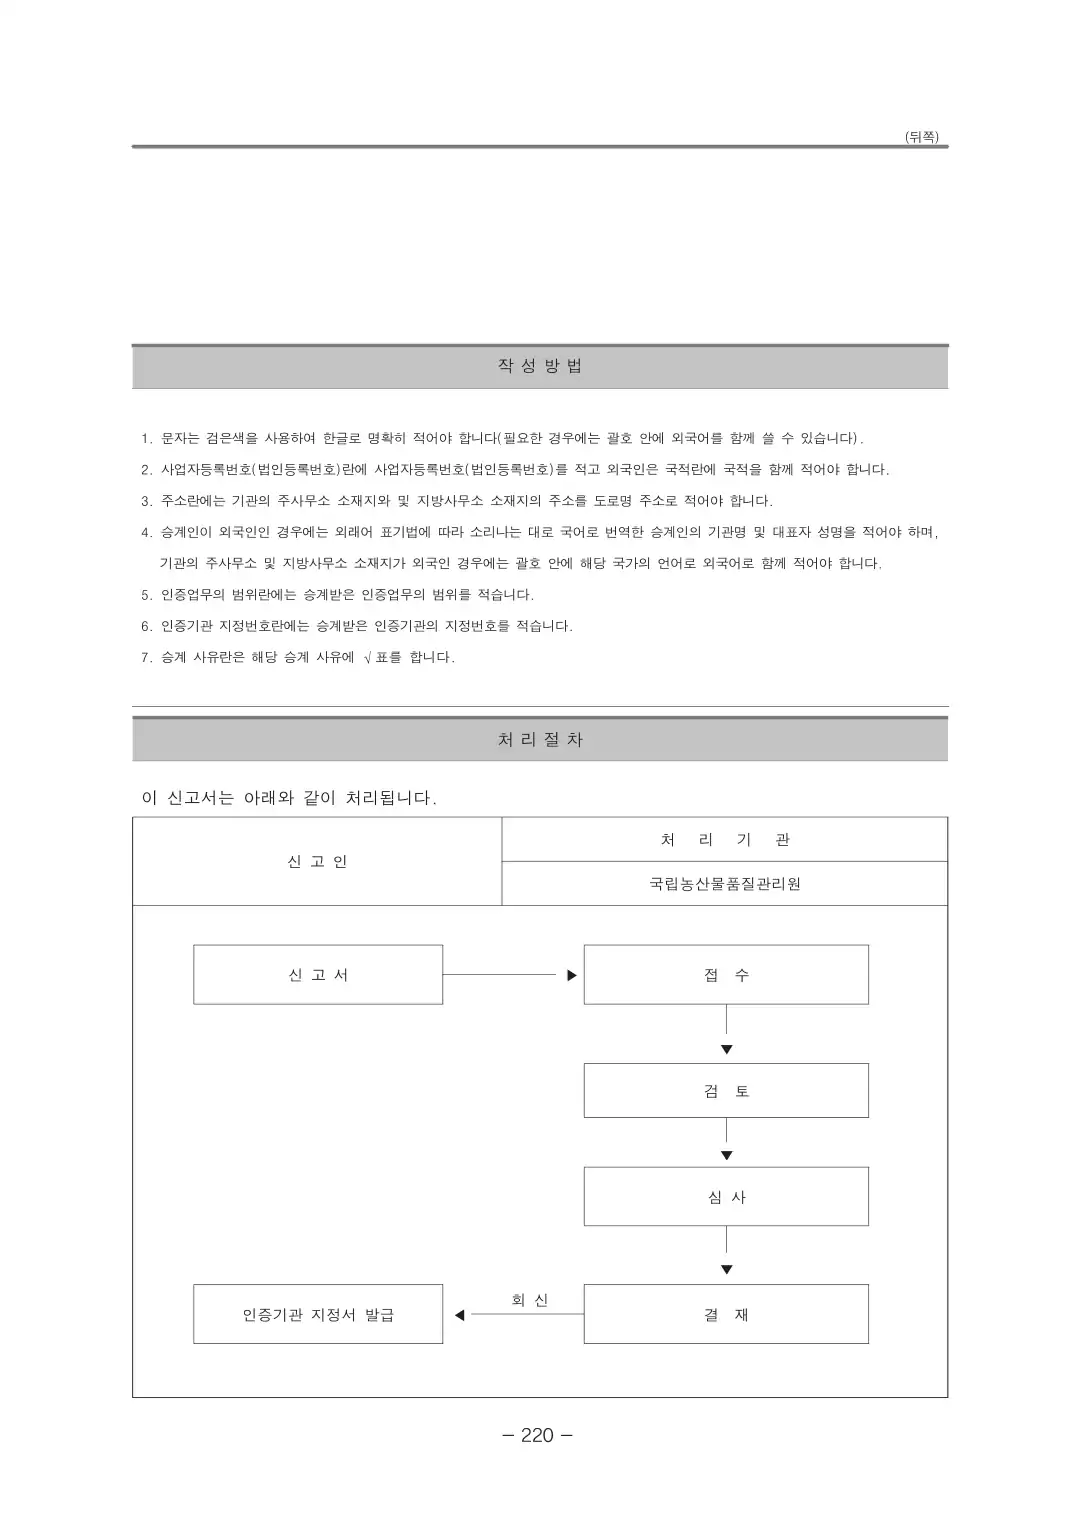 (뒤쪽)
작 성 방 법
1. 문자는 검은색을 사용하여 한글로 명확히 적어야 합니다(필요한 경우에는 괄호 안에 외국어를 함께 쓸 수 있습니다).
2. 사업자등록번호(법인등록번호)란에 사업자등록번호(법인등록번호)를 적고 외국인은 국적란에 국적을 함께 적어야 합니다.
3. 주소란에는 기관의 주사무소 소재지와 및 지방사무소 소재지의 주소를 도로명 주소로 적어야 합니다.
4. 승계인이 외국인인 경우에는 외래어 표기법에 따라 소리나는 대로 국어로 번역한 승계인의 기관명 및 대표자 성명을 적어야 하며,
기관의 주사무소 및 지방사무소 소재지가 외국인 경우에는 괄호 안에 해당 국가의 언어로 외국어로 함께 적어야 합니다.
5. 인증업무의 범위란에는 승계받은 인증업무의 범위를 적습니다.
6. 인증기관 지정번호란에는 승계받은 인증기관의 지정번호를 적습니다.
7. 승계 사유란은 해당 승계 사유에 √표를 합니다.
처 리 절 차
이 신고서는 아래와 같이 처리됩니다.
신 고 인
처 리 기 관
국립농산물품질관리원
신 고 서
접 수
검 토
심 사
인증기관 지정서 발급
회 신
결 재
- 220 -